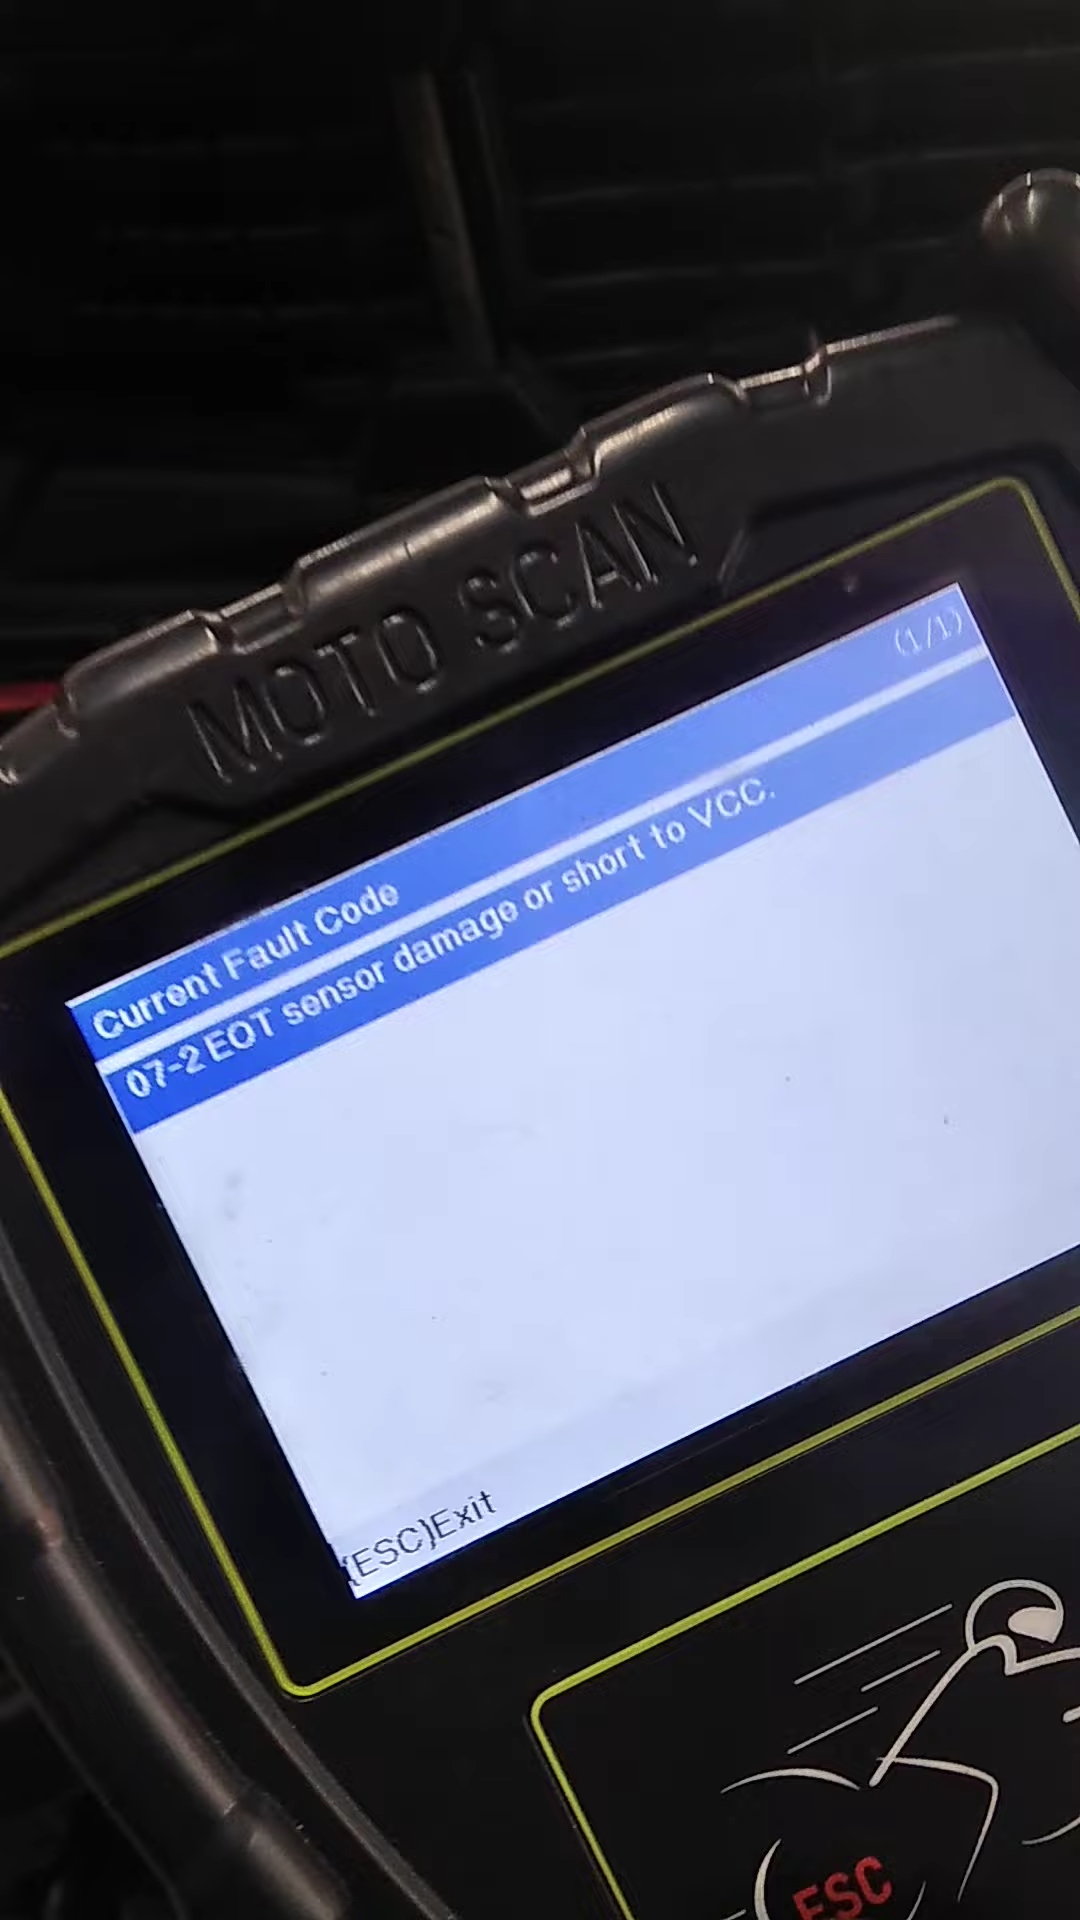 MOTO SCAN
(1/1)
Current Fault Code
07-2 EOT sensor damage or short to VCC.
[ESC]Exit
ESC